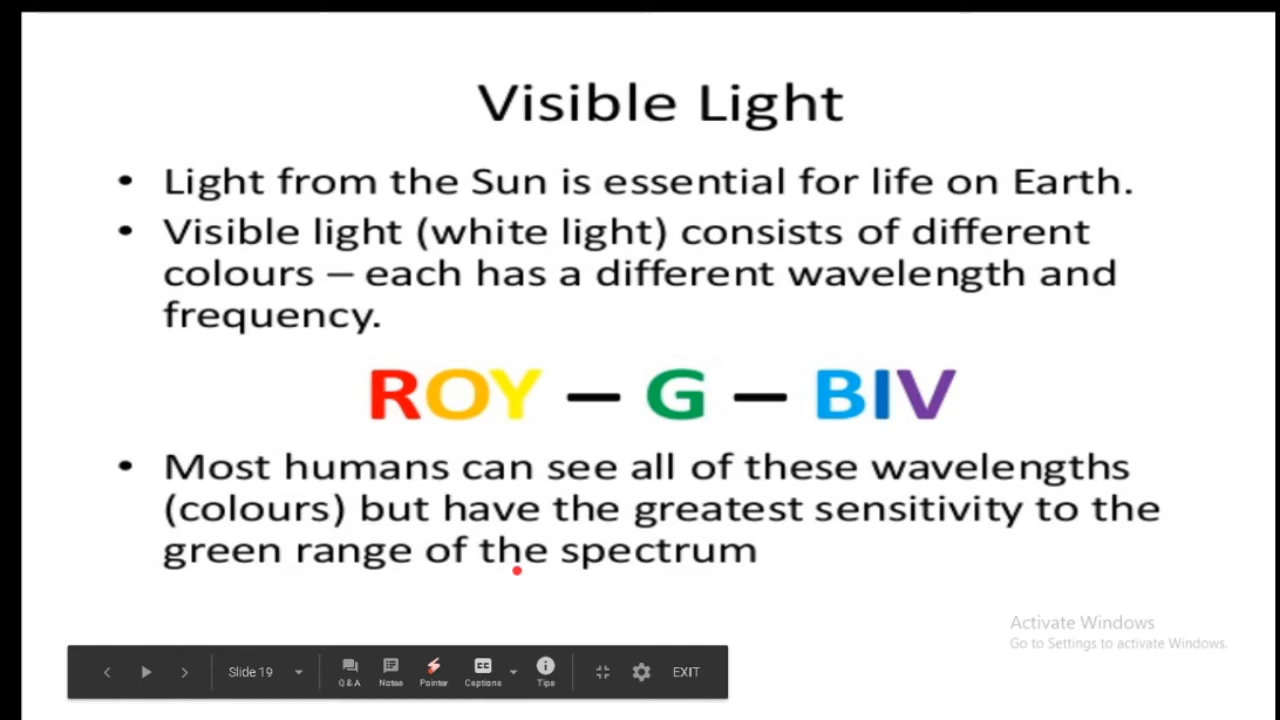 Visible Light
• Light from the Sun is essential for life on Earth.
• Visible light (white light) consists of different
colours – each has a different wavelength and
frequency.
ROY – G – BIV
• Most humans can see all of these wavelengths
(colours) but have the greatest sensitivity to the
green range of the spectrum
Activate Windows
Go to Settings to activate Windows.
Slide 19
Q & A
Notes
Pointer
CC
Captions
Tips
EXIT